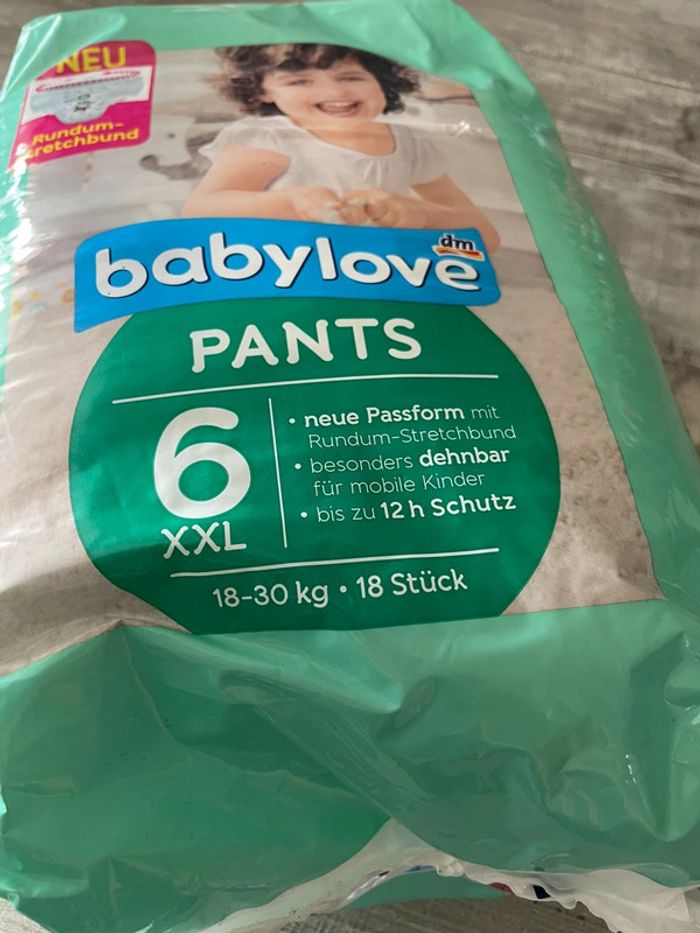 NEU
Rundum-
Stretchbund
dm
babylove
PANTS
6
XXL
• neue Passform mit
Rundum-Stretchbund
• besonders dehnbar
für mobile Kinder
• bis zu 12 h Schutz
18-30 kg • 18 Stück